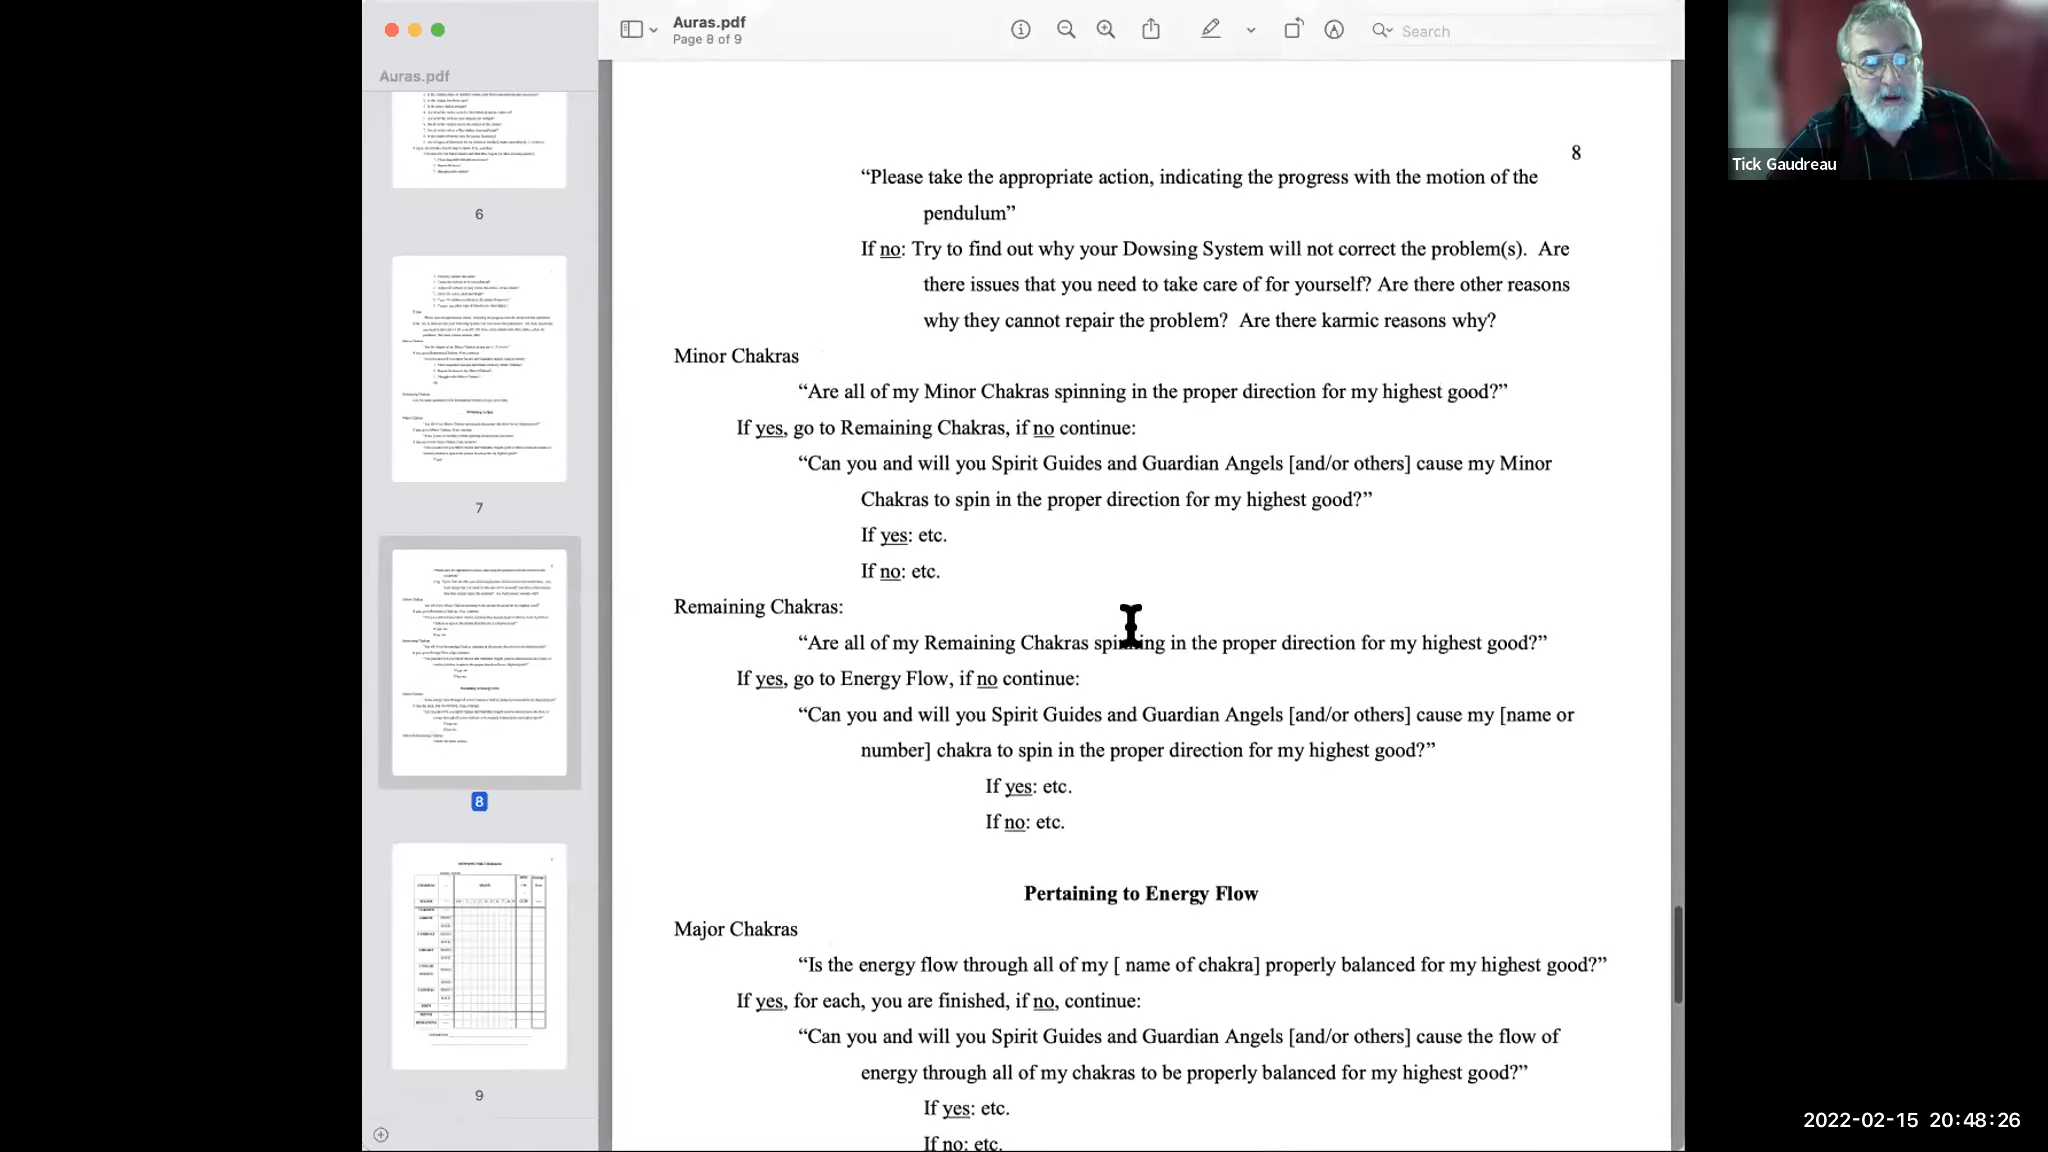 Auras.pdf
Page 8 of 9
Search
Auras.pdf
6
7
8
9
Tick Gaudreau
8
“Please take the appropriate action, indicating the progress with the motion of the
pendulum”
If no: Try to find out why your Dowsing System will not correct the problem(s).  Are
there issues that you need to take care of for yourself? Are there other reasons
why they cannot repair the problem?  Are there karmic reasons why?
Minor Chakras
“Are all of my Minor Chakras spinning in the proper direction for my highest good?”
If yes, go to Remaining Chakras, if no continue:
“Can you and will you Spirit Guides and Guardian Angels [and/or others] cause my Minor
Chakras to spin in the proper direction for my highest good?”
If yes: etc.
If no: etc.
Remaining Chakras:
“Are all of my Remaining Chakras spinning in the proper direction for my highest good?”
If yes, go to Energy Flow, if no continue:
“Can you and will you Spirit Guides and Guardian Angels [and/or others] cause my [name or
number] chakra to spin in the proper direction for my highest good?”
If yes: etc.
If no: etc.
Pertaining to Energy Flow
Major Chakras
“Is the energy flow through all of my [ name of chakra] properly balanced for my highest good?”
If yes, for each, you are finished, if no, continue:
“Can you and will you Spirit Guides and Guardian Angels [and/or others] cause the flow of
energy through all of my chakras to be properly balanced for my highest good?”
If yes: etc.
If no: etc.
2022-02-15 20:48:26